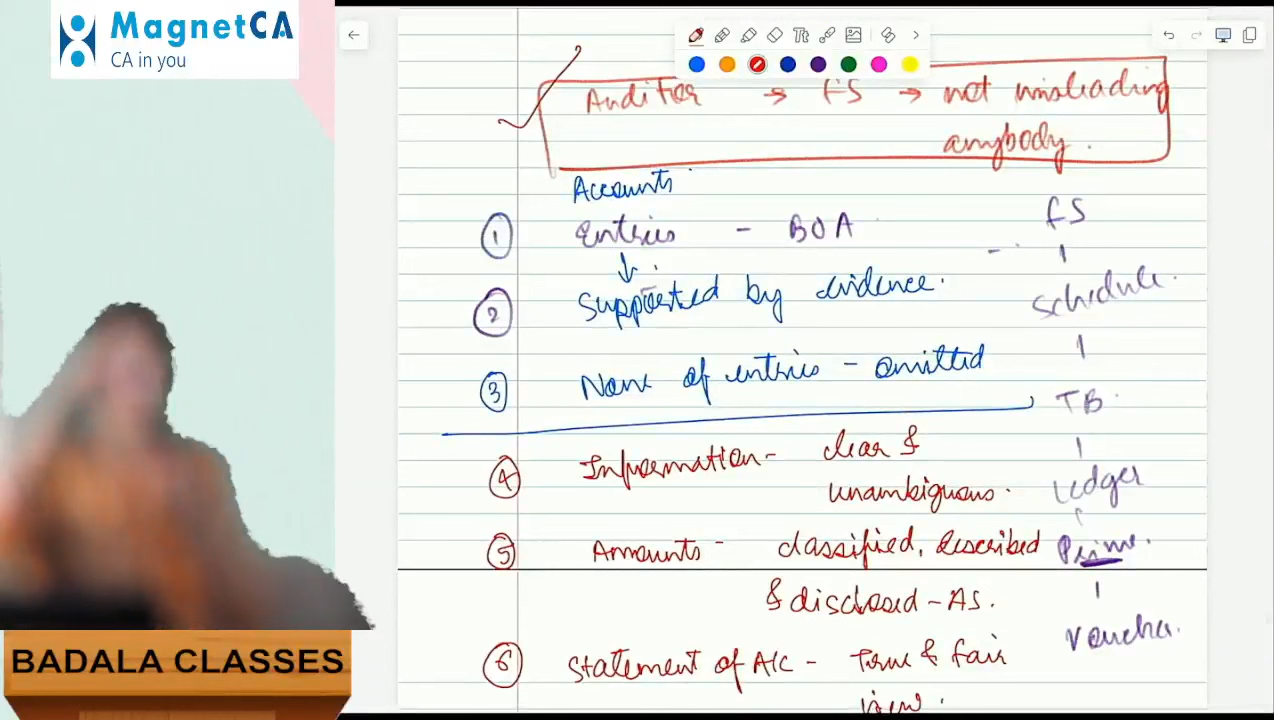 MagnetCA
CA in you
Auditor → FS → not misleading
anybody.
Accounts
① Entries - BOA
↓
② Supported by evidence.
③ None of entries - omitted
④ Information - clear &
unambiguous.
⑤ Amounts - classified, described
& disclosed - AS.
⑥ Statement of A/C - True & fair
view.
FS
Schedule
TB
Ledger
Prime
Voucher
BADALA CLASSES